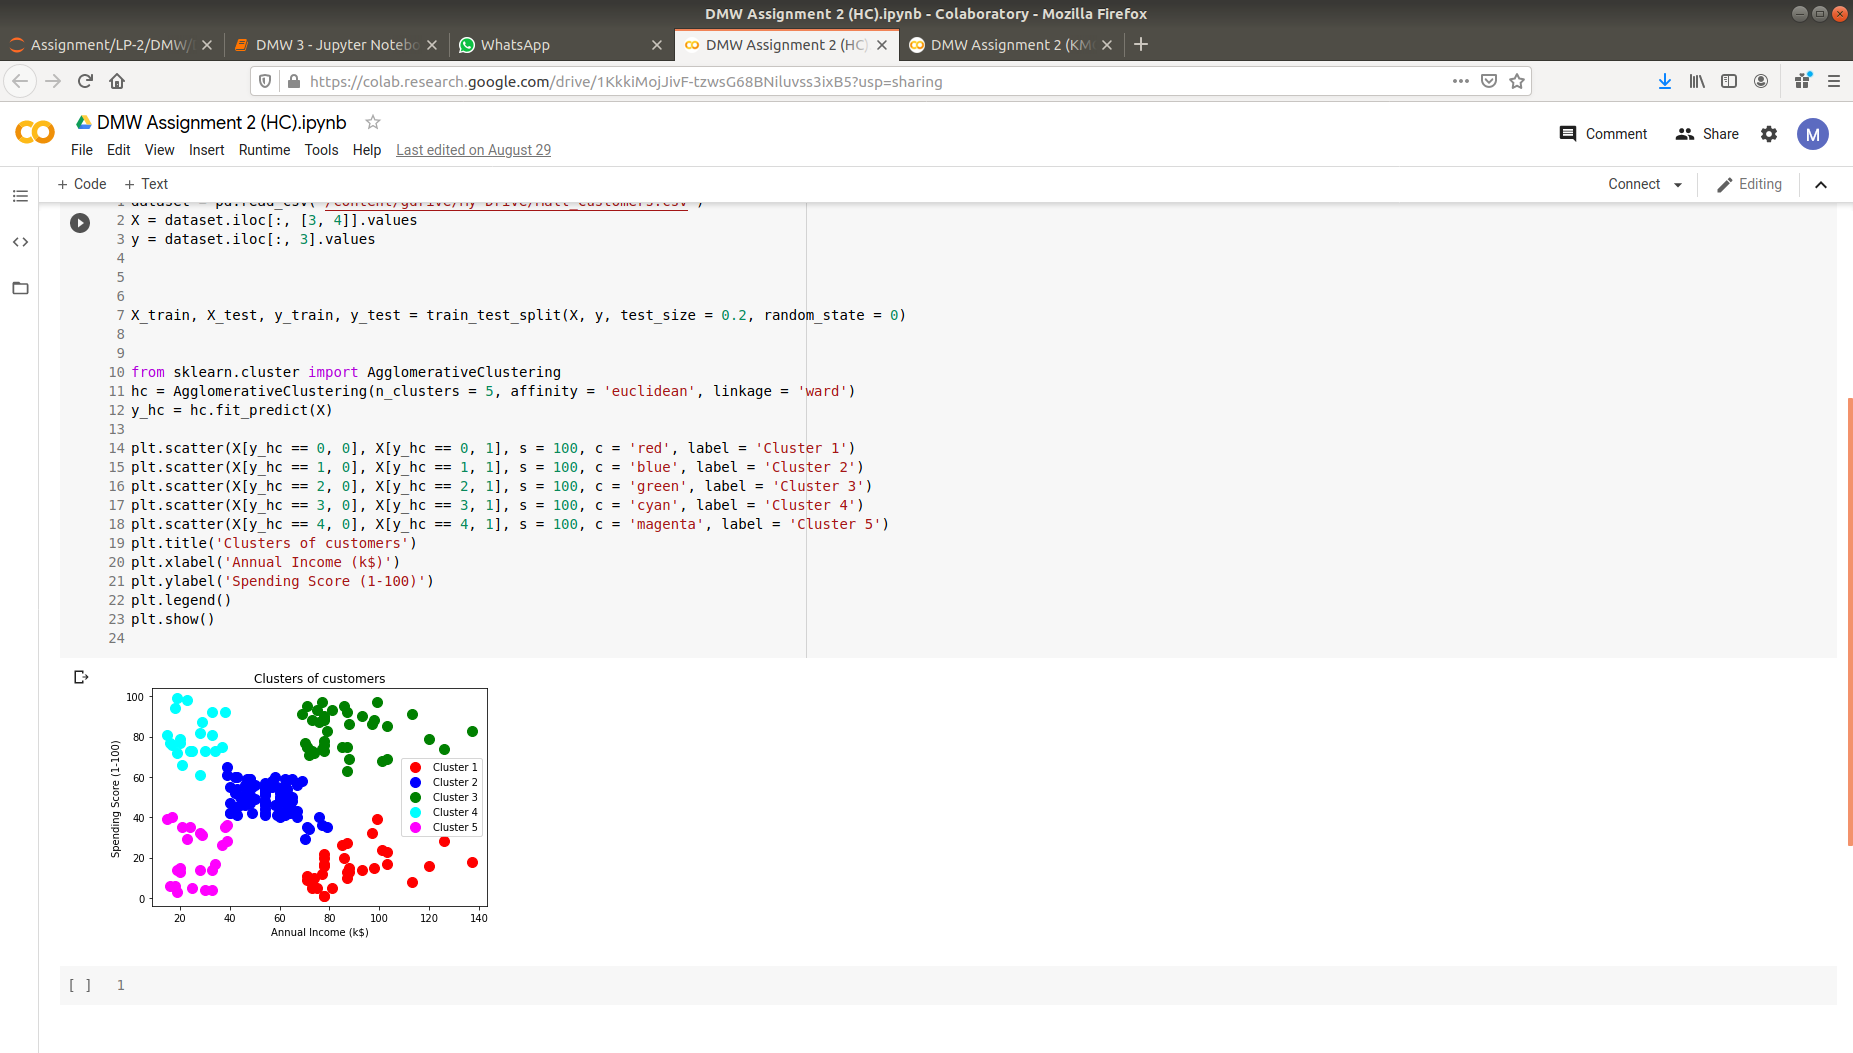 DMW Assignment 2 (HC).ipynb - Colaboratory - Mozilla Firefox
Assignment/LP-2/DMW/
DMW 3 - Jupyter Notebo
WhatsApp
DMW Assignment 2 (HC)
DMW Assignment 2 (KM
https://colab.research.google.com/drive/1KkkiMojJivF-tzwsG68BNiluvss3ixB5?usp=sharing
DMW Assignment 2 (HC).ipynb
File Edit View Insert Runtime Tools Help Last edited on August 29
Comment Share M
+ Code + Text
Connect Editing
1 dataset = pd.read_csv('/content/gdrive/My Drive/Mall_Customers.csv')
2 X = dataset.iloc[:, [3, 4]].values
3 y = dataset.iloc[:, 3].values
4
5
6
7 X_train, X_test, y_train, y_test = train_test_split(X, y, test_size = 0.2, random_state = 0)
8
9
10 from sklearn.cluster import AgglomerativeClustering
11 hc = AgglomerativeClustering(n_clusters = 5, affinity = 'euclidean', linkage = 'ward')
12 y_hc = hc.fit_predict(X)
13
14 plt.scatter(X[y_hc == 0, 0], X[y_hc == 0, 1], s = 100, c = 'red', label = 'Cluster 1')
15 plt.scatter(X[y_hc == 1, 0], X[y_hc == 1, 1], s = 100, c = 'blue', label = 'Cluster 2')
16 plt.scatter(X[y_hc == 2, 0], X[y_hc == 2, 1], s = 100, c = 'green', label = 'Cluster 3')
17 plt.scatter(X[y_hc == 3, 0], X[y_hc == 3, 1], s = 100, c = 'cyan', label = 'Cluster 4')
18 plt.scatter(X[y_hc == 4, 0], X[y_hc == 4, 1], s = 100, c = 'magenta', label = 'Cluster 5')
19 plt.title('Clusters of customers')
20 plt.xlabel('Annual Income (k$)')
21 plt.ylabel('Spending Score (1-100)')
22 plt.legend()
23 plt.show()
24
Clusters of customers
Spending Score (1-100)
100
80
60
40
20
0
Cluster 1
Cluster 2
Cluster 3
Cluster 4
Cluster 5
20 40 60 80 100 120 140
Annual Income (k$)
[ ] 1